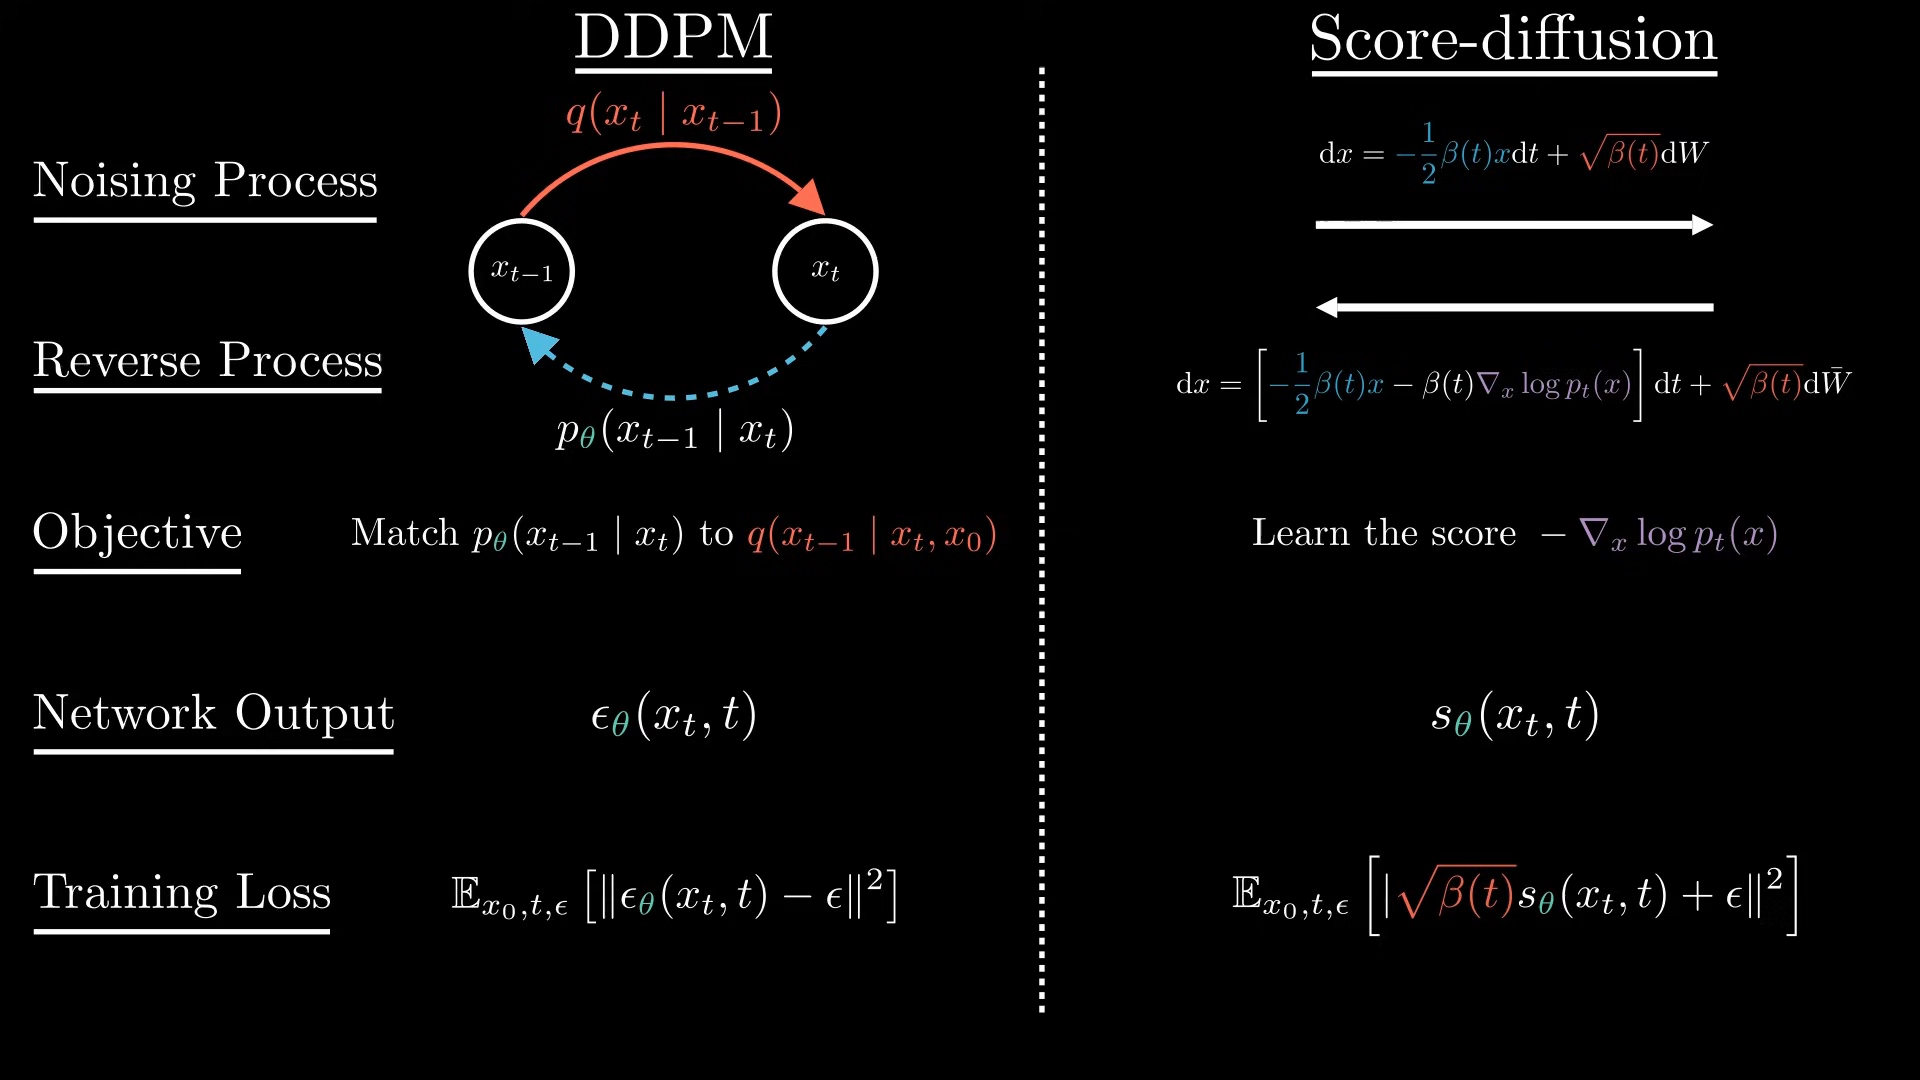 DDPM
Score-diffusion
Noising Process
q(x_t | x_{t−1})
x_{t−1}
x_t
dx = −\frac{1}{2}β(t)xdt + √β(t)dW
Reverse Process
p_θ(x_{t−1} | x_t)
dx = [−\frac{1}{2}β(t)x − β(t)∇_x log p_t(x)] dt + √β(t)dW̄
Objective
Match p_θ(x_{t−1} | x_t) to q(x_{t−1} | x_t, x_0)
Learn the score − ∇_x log p_t(x)
Network Output
ϵ_θ(x_t, t)
s_θ(x_t, t)
Training Loss
𝔼_{x_0,t,ϵ} [‖ϵ_θ(x_t, t) − ϵ‖^2]
𝔼_{x_0,t,ϵ} [|√β(t)s_θ(x_t, t) + ϵ‖^2]